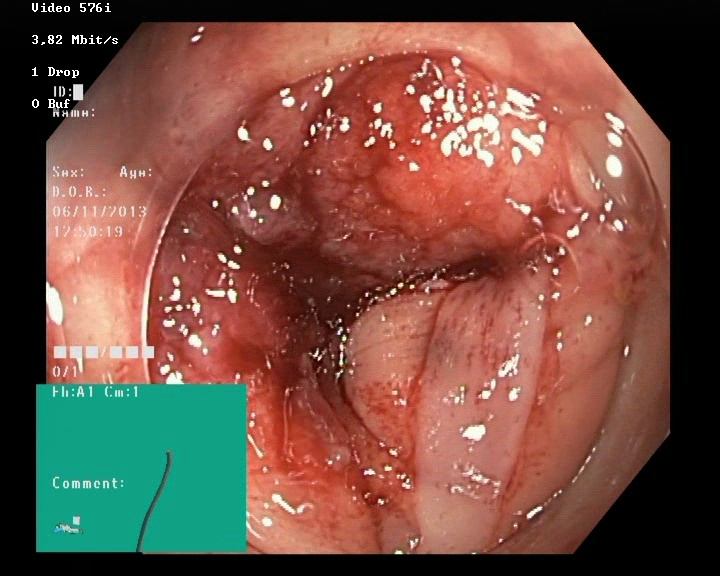 Video 576i
3,82 Mbit/s
1 Drop
ID:
0 Buf
Name:
Sex: Age:
D.O.B.:
06/11/2013
12:50:19
0/1
Eh:A1 Cm:1
Comment: